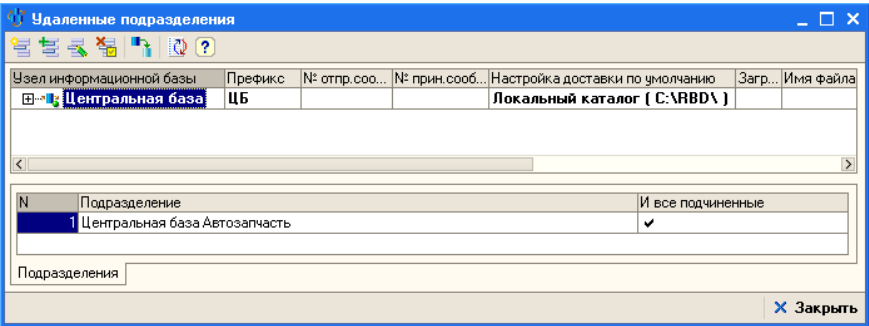 Удаленные подразделения
Узел информационной базы Префикс № отпр.соо... № прин.сооб... Настройка доставки по умолчанию Загр... Имя файла
Центральная база ЦБ Локальный каталог ( C:\RBD\ )
N Подразделение И все подчиненные
1 Центральная база Автозапчасть ✔
Подразделения
Закрыть